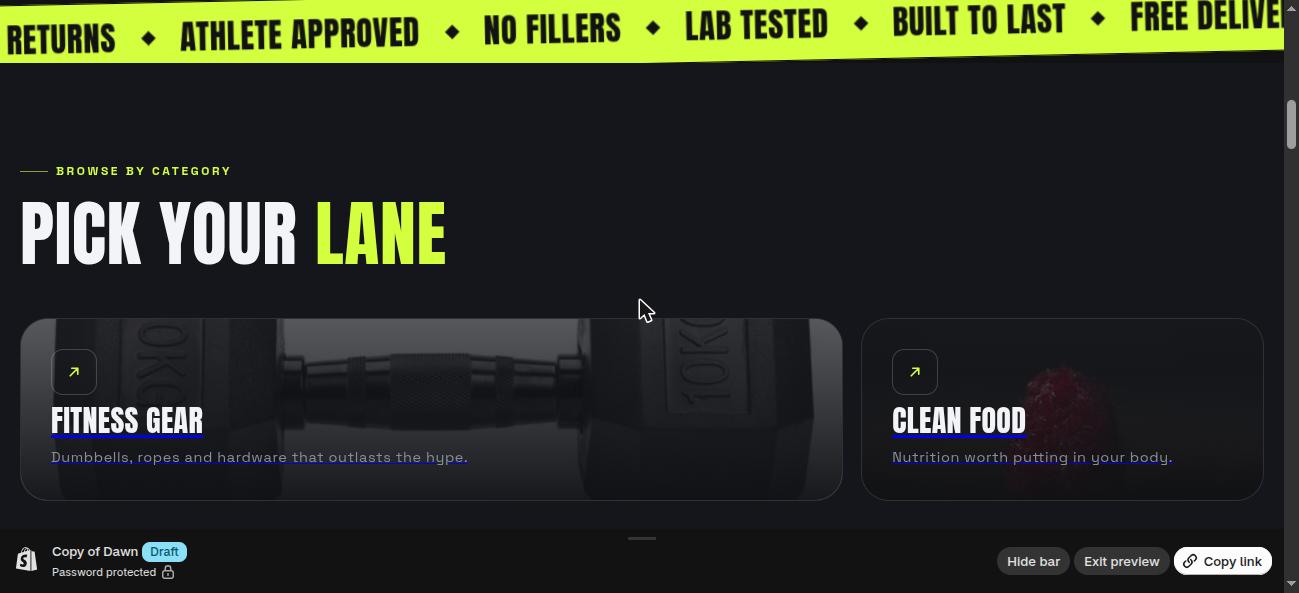 RETURNS ◆ ATHLETE APPROVED ◆ NO FILLERS ◆ LAB TESTED ◆ BUILT TO LAST ◆ FREE DELIVE
BROWSE BY CATEGORY
PICK YOUR LANE
10KG
10KG
FITNESS GEAR
Dumbbells, ropes and hardware that outlasts the hype.
CLEAN FOOD
Nutrition worth putting in your body.
Copy of Dawn Draft
Password protected
Hide bar Exit preview Copy link